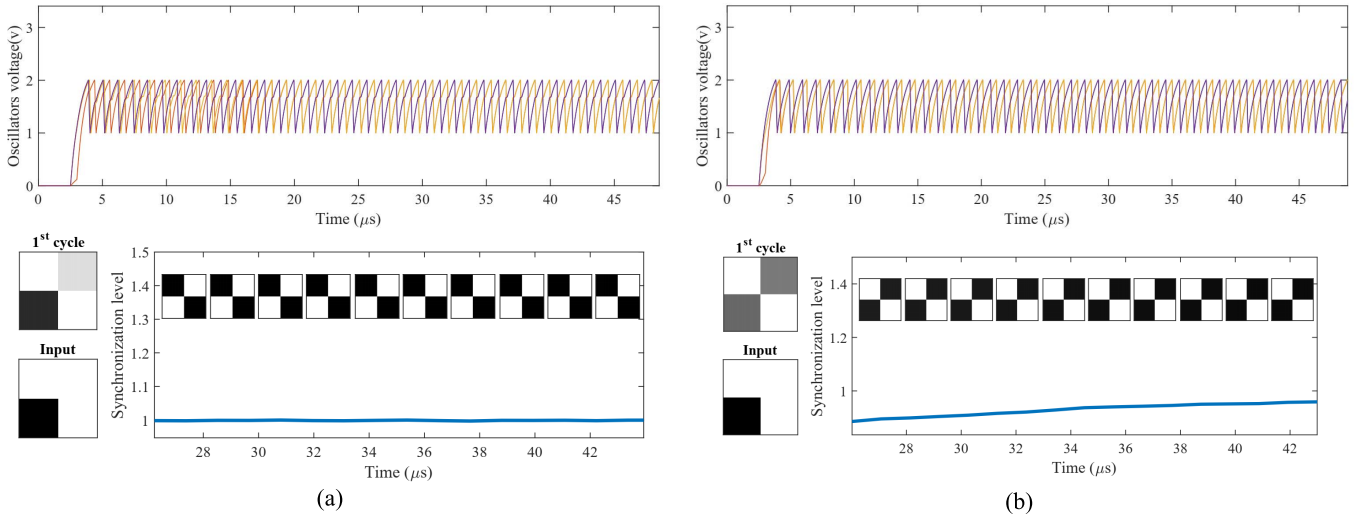 3
2
1
0
Oscillators voltage(v)
0 5 10 15 20 25 30 35 40 45
Time (μs)
1st cycle
Input
1.5
1.4
1.3
1.2
1.1
1
Synchronization level
28 30 32 34 36 38 40 42
Time (μs)
(a)
3
2
1
0
Oscillators voltage(v)
0 5 10 15 20 25 30 35 40 45
Time (μs)
1st cycle
Input
1.4
1.2
1
Synchronization level
28 30 32 34 36 38 40 42
Time (μs)
(b)